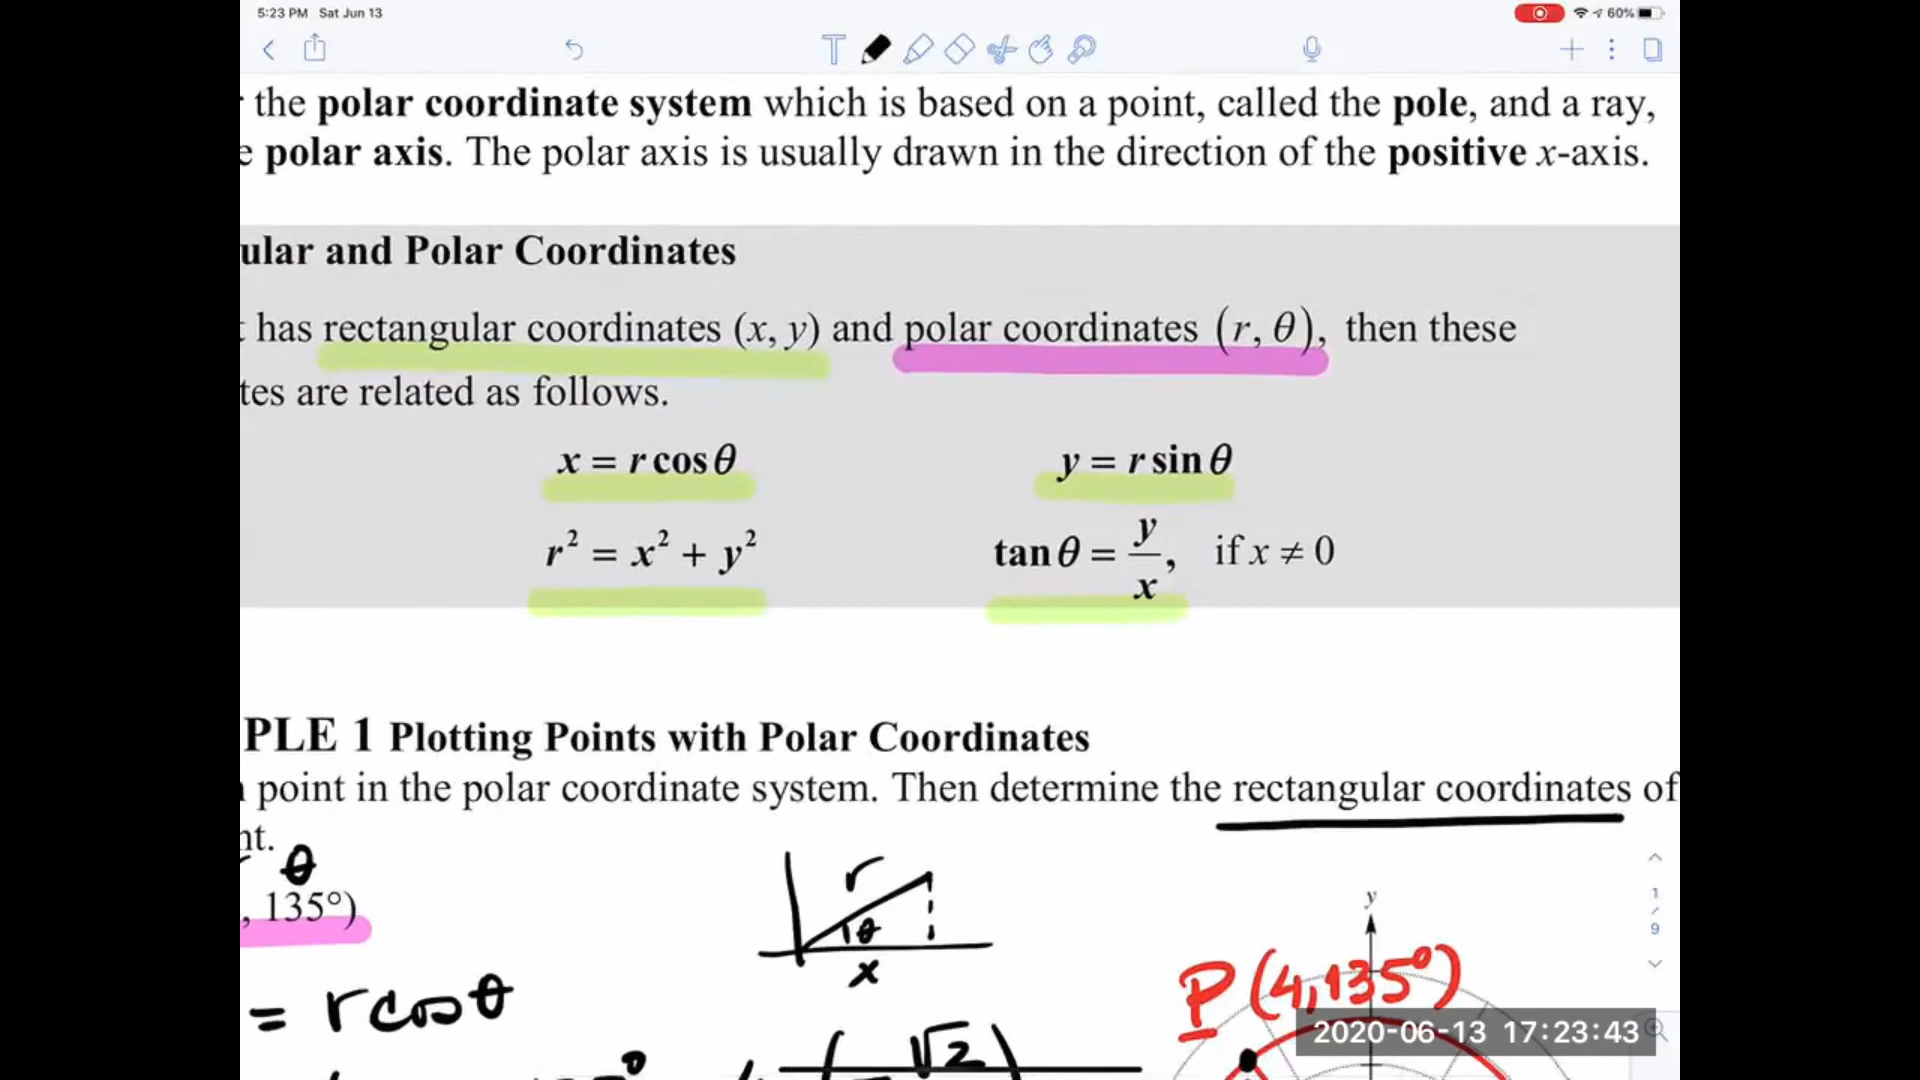 5:23 PM Sat Jun 13
60%
the polar coordinate system which is based on a point, called the pole, and a ray,
e polar axis. The polar axis is usually drawn in the direction of the positive x-axis.
ular and Polar Coordinates
has rectangular coordinates (x, y) and polar coordinates (r, θ), then these
tes are related as follows.
x = r cos θ y = r sin θ
r² = x² + y² tan θ = y/x, if x ≠ 0
PLE 1 Plotting Points with Polar Coordinates
point in the polar coordinate system. Then determine the rectangular coordinates of
nt.
θ
, 135°)
r
θ
x
= r cos θ
y
P (4, 135°)
(- √2)
1
/
9
2020-06-13 17:23:43